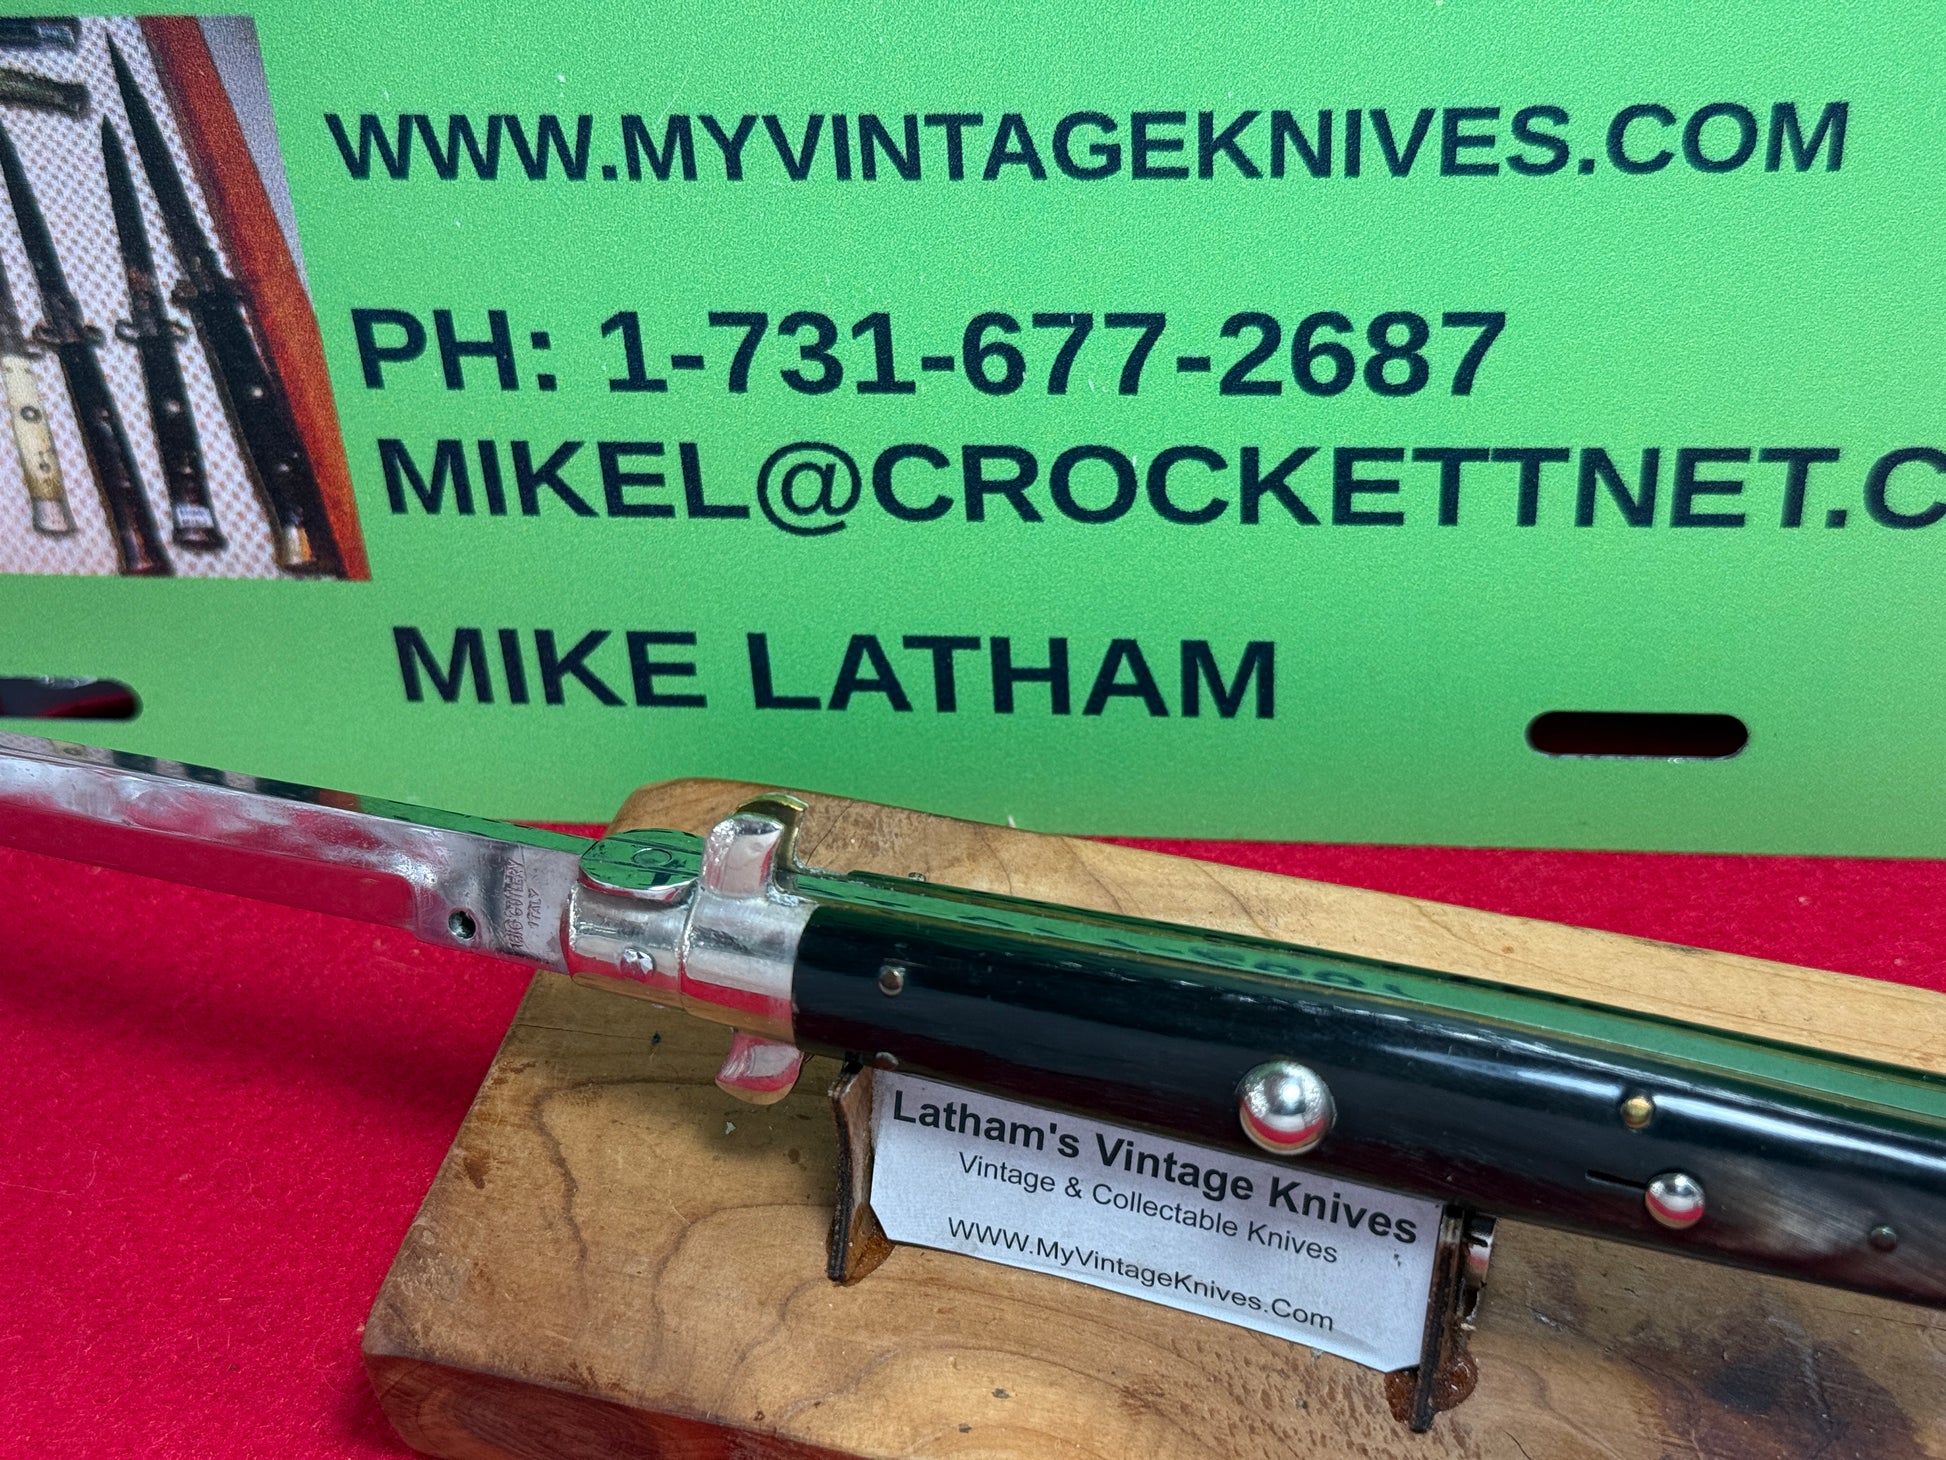 WWW.MYVINTAGEKNIVES.COM
PH: 1-731-677-2687
MIKEL@CROCKETTNET.C
MIKE LATHAM
ITALY
Latham's Vintage Knives
Vintage & Collectable Knives
WWW.MyVintageKnives.Com